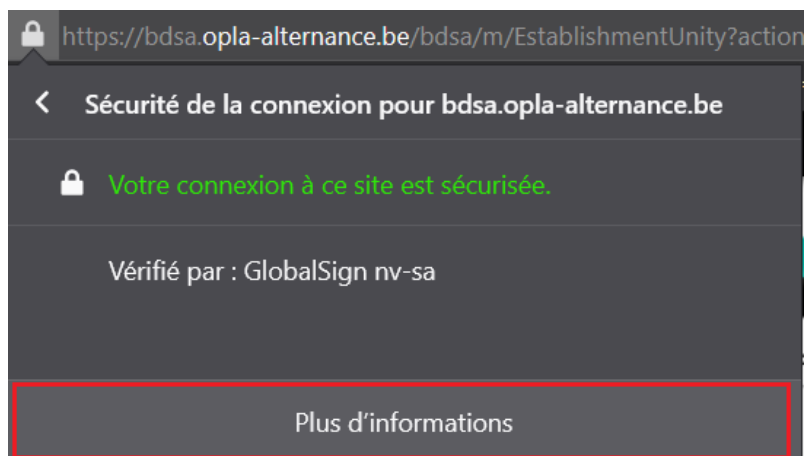 https://bdsa.opla-alternance.be/bdsa/m/EstablishmentUnity?action
Sécurité de la connexion pour bdsa.opla-alternance.be
Votre connexion à ce site est sécurisée.
Vérifié par : GlobalSign nv-sa
Plus d’informations